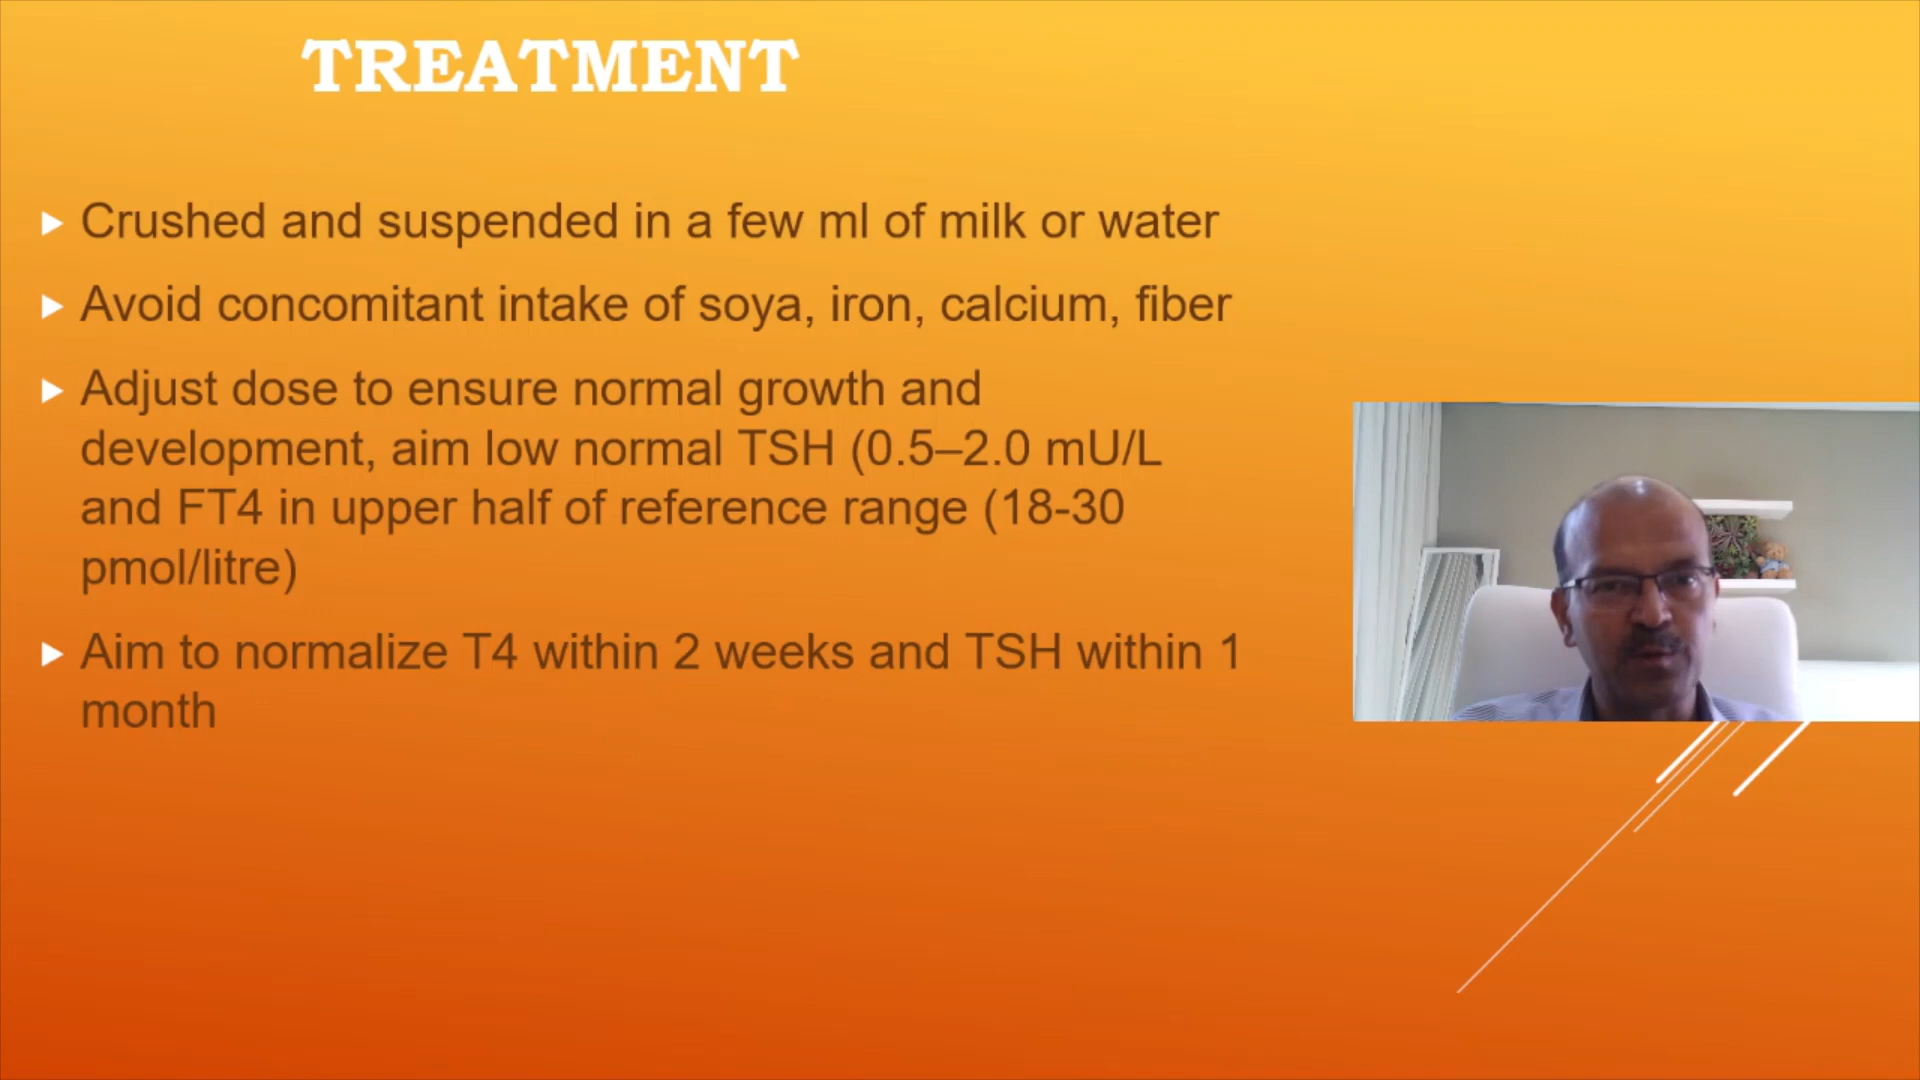 TREATMENT
Crushed and suspended in a few ml of milk or water
Avoid concomitant intake of soya, iron, calcium, fiber
Adjust dose to ensure normal growth and
development, aim low normal TSH (0.5–2.0 mU/L
and FT4 in upper half of reference range (18-30
pmol/litre)
Aim to normalize T4 within 2 weeks and TSH within 1
month